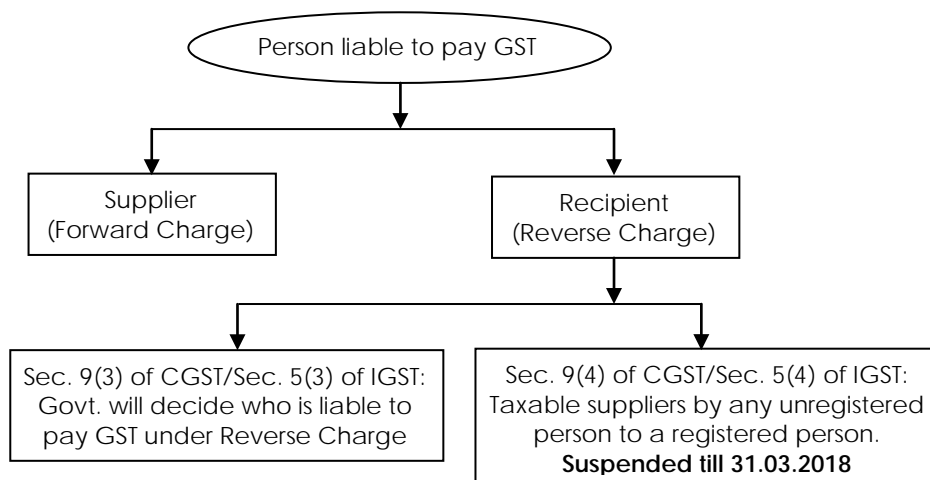 Person liable to pay GST
Supplier
(Forward Charge)
Recipient
(Reverse Charge)
Sec. 9(3) of CGST/Sec. 5(3) of IGST:
Govt. will decide who is liable to
pay GST under Reverse Charge
Sec. 9(4) of CGST/Sec. 5(4) of IGST:
Taxable suppliers by any unregistered
person to a registered person.
Suspended till 31.03.2018